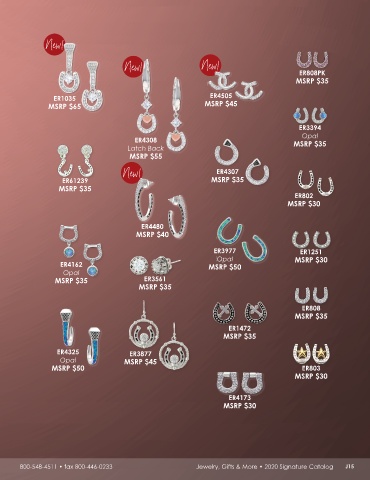 New!
ER1035
MSRP $65
New!
ER4308
Latch Back
MSRP $55
New!
ER4505
MSRP $45
ER808PK
MSRP $35
ER3394
Opal
MSRP $35
ER61239
MSRP $35
New!
ER4480
MSRP $40
ER4307
MSRP $35
ER802
MSRP $30
ER4162
Opal
MSRP $35
ER3561
MSRP $35
ER3977
Opal
MSRP $50
ER1251
MSRP $30
ER808
MSRP $35
ER4325
Opal
MSRP $50
ER3877
MSRP $45
ER1472
MSRP $35
ER803
MSRP $30
ER4173
MSRP $30
800-548-4511 • fax 800-446-0233
Jewelry, Gifts & More • 2020 Signature Catalog J15